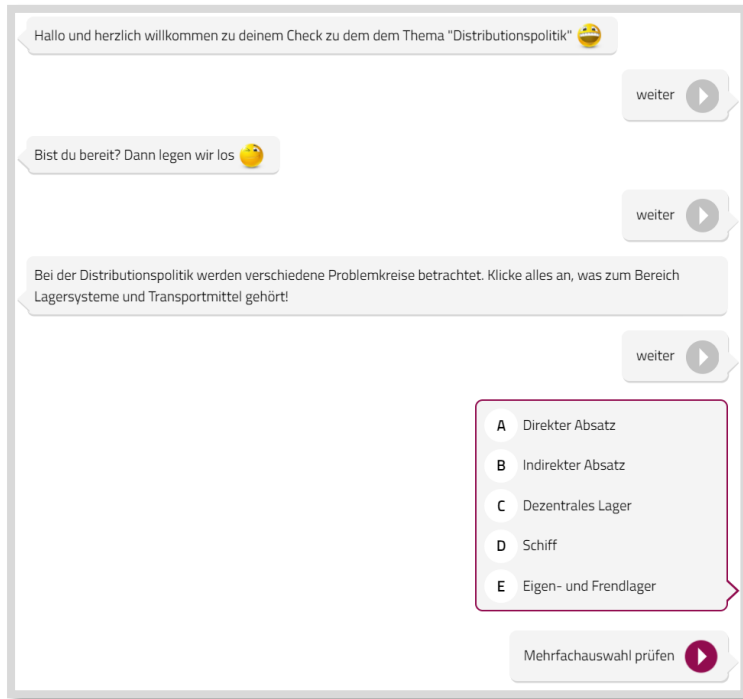 Hallo und herzlich willkommen zu deinem Check zu dem dem Thema "Distributionspolitik"
weiter
Bist du bereit? Dann legen wir los
weiter
Bei der Distributionspolitik werden verschiedene Problemkreise betrachtet. Klicke alles an, was zum Bereich
Lagersysteme und Transportmittel gehört!
weiter
A Direkter Absatz
B Indirekter Absatz
C Dezentrales Lager
D Schiff
E Eigen- und Frendlager
Mehrfachauswahl prüfen